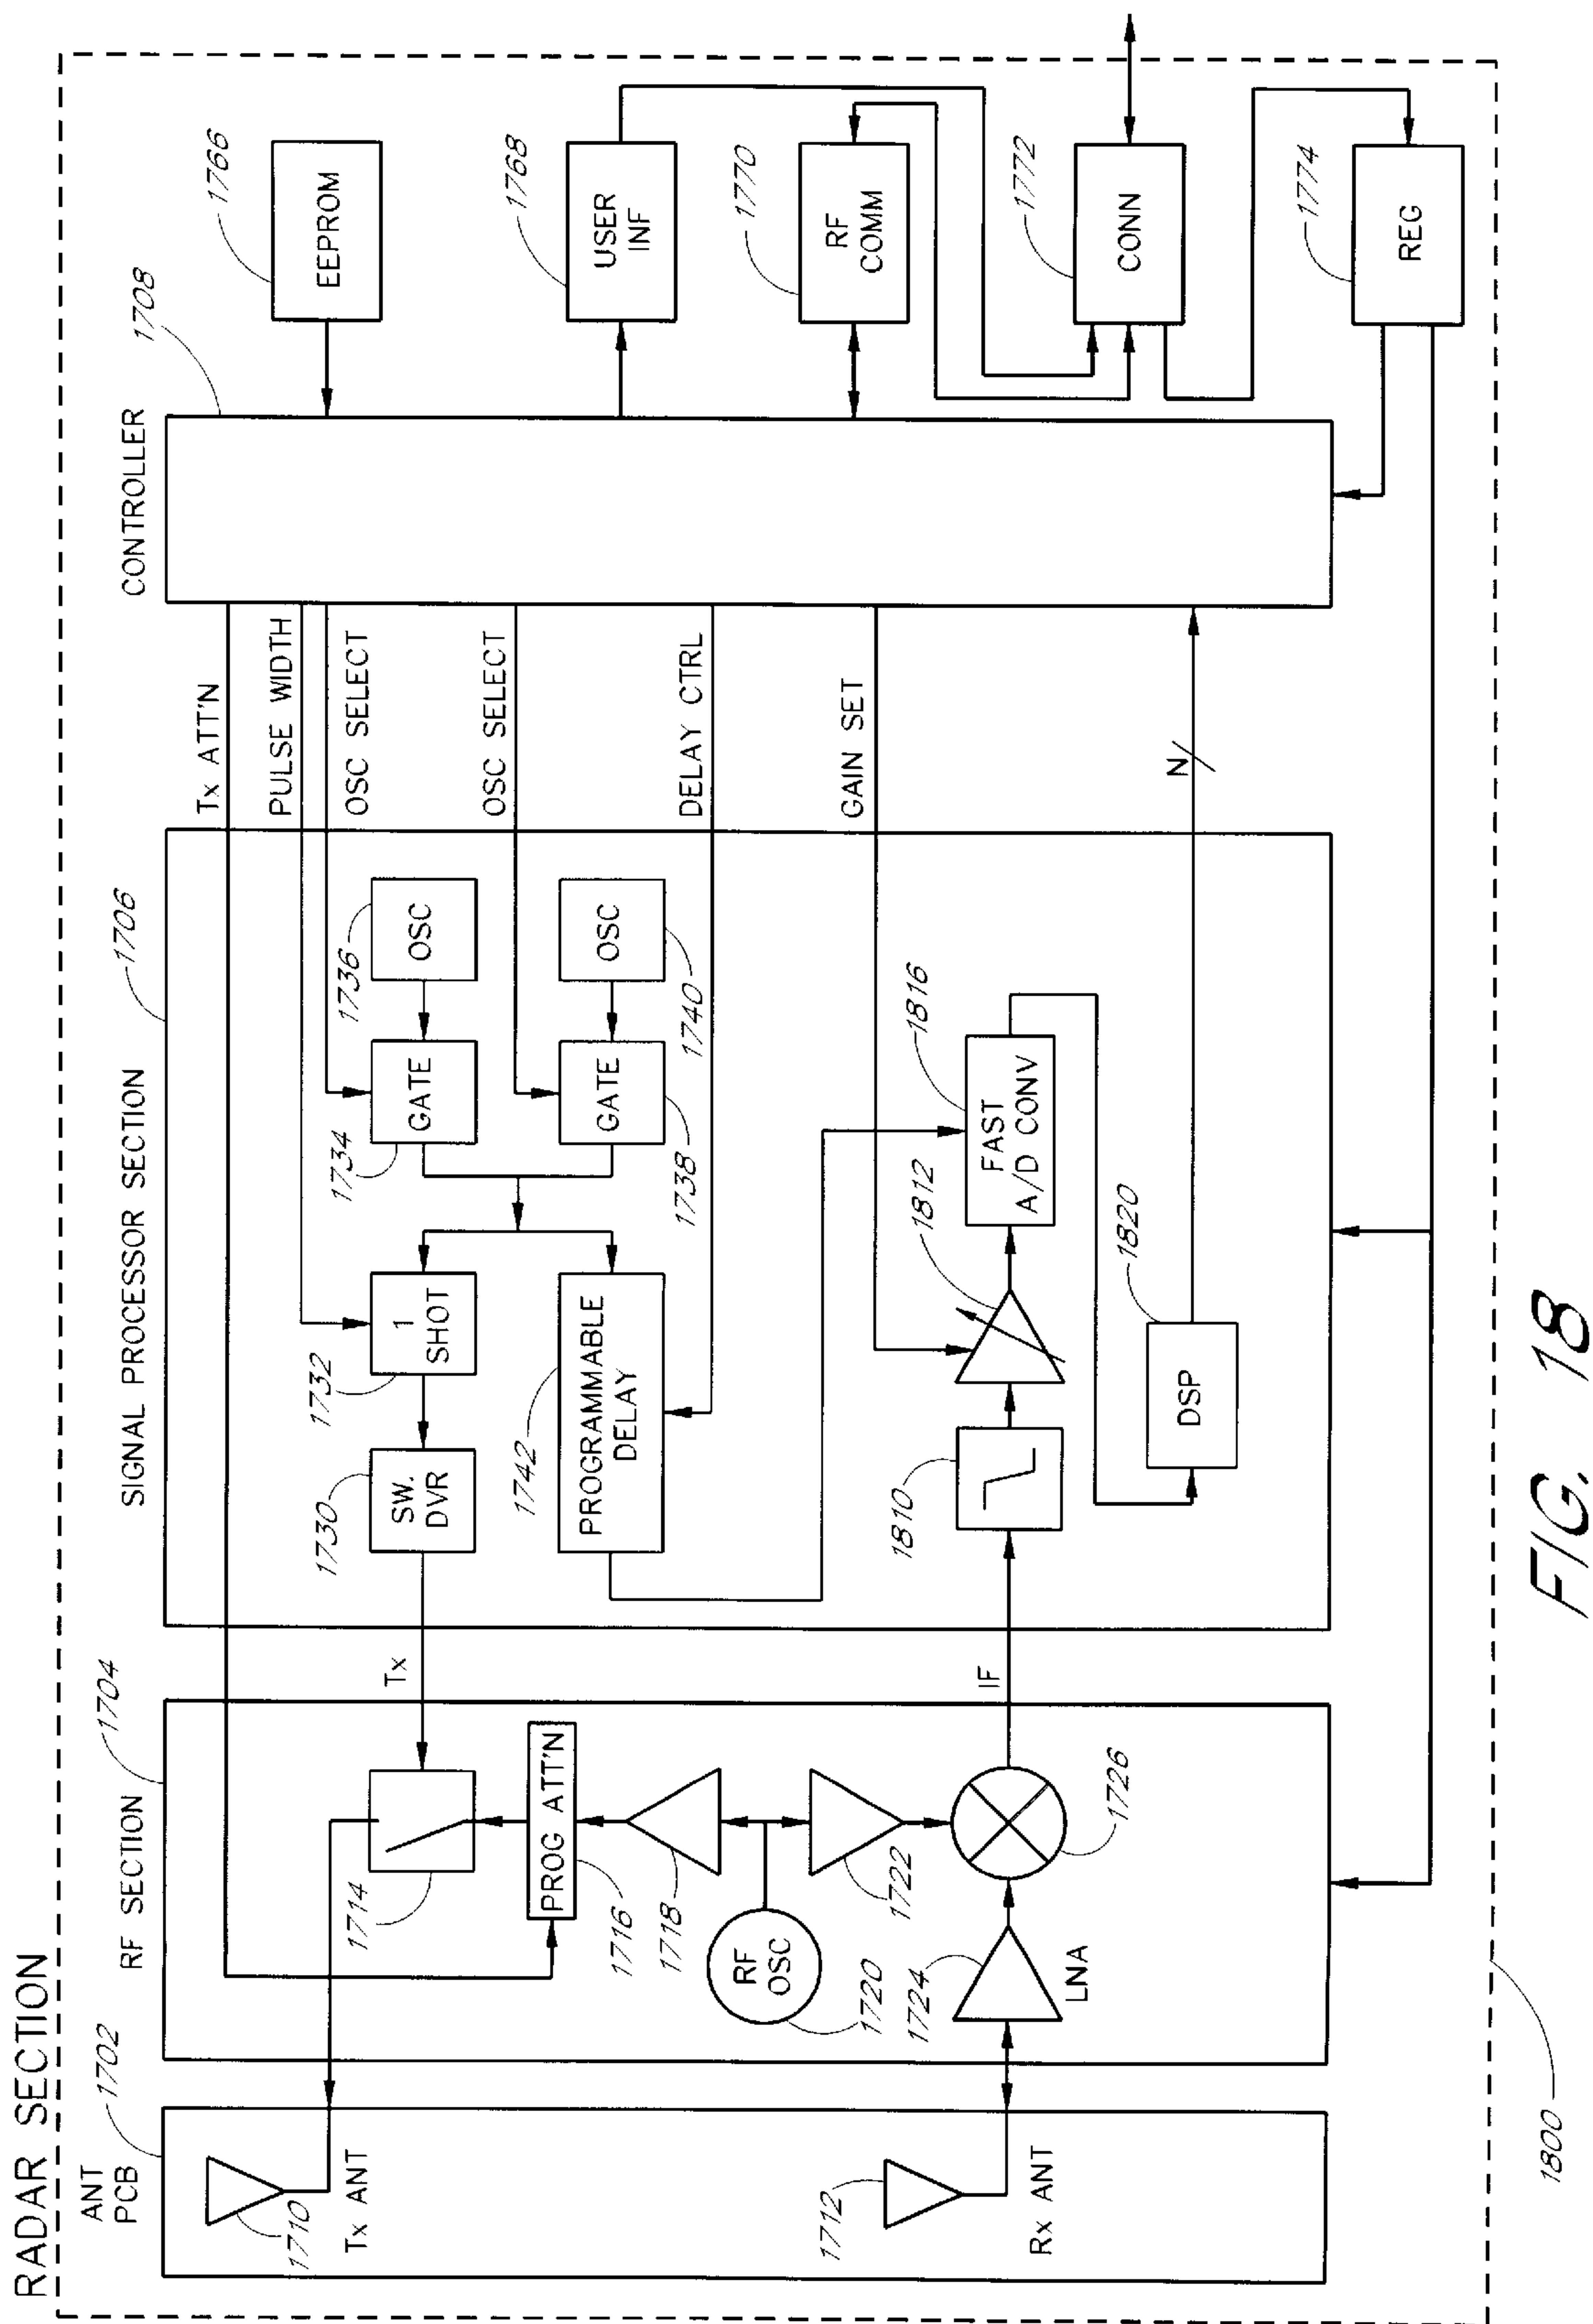 RADAR SECTION
ANT
PCB
1702
RF SECTION
1704
SIGNAL PROCESSOR SECTION
1706
CONTROLLER
1708
1710
Tx ANT
1712
Rx ANT
1714
PROG ATT'N
1716
1718
RF
OSC
1720
1722
1724
LNA
1726
Tx
IF
Tx ATT'N
PULSE WIDTH
OSC SELECT
OSC SELECT
DELAY CTRL
GAIN SET
N
SW.
DVR
1730
1
SHOT
1732
GATE
1734
OSC
1736
GATE
1738
OSC
1740
PROGRAMMABLE
DELAY
1742
1810
1812
FAST
A/D CONV
1816
DSP
1820
EEPROM
1766
USER
INF
1768
RF
COMM
1770
CONN
1772
REG
1774
1800
FIG. 18